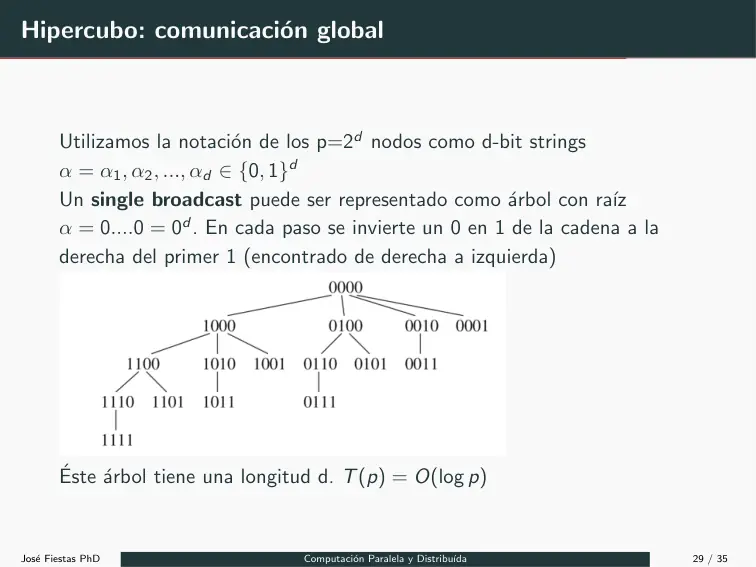 Hipercubo: comunicación global
Utilizamos la notación de los p=2^d nodos como d-bit strings
α = α₁, α₂, ..., α_d ∈ {0, 1}^d
Un single broadcast puede ser representado como árbol con raíz
α = 0....0 = 0^d. En cada paso se invierte un 0 en 1 de la cadena a la
derecha del primer 1 (encontrado de derecha a izquierda)
0000
1000 0100 0010 0001
1100 1010 1001 0110 0101 0011
1110 1101 1011 0111
1111
Éste árbol tiene una longitud d. T(p) = O(log p)
José Fiestas PhD Computación Paralela y Distribuída 29 / 35